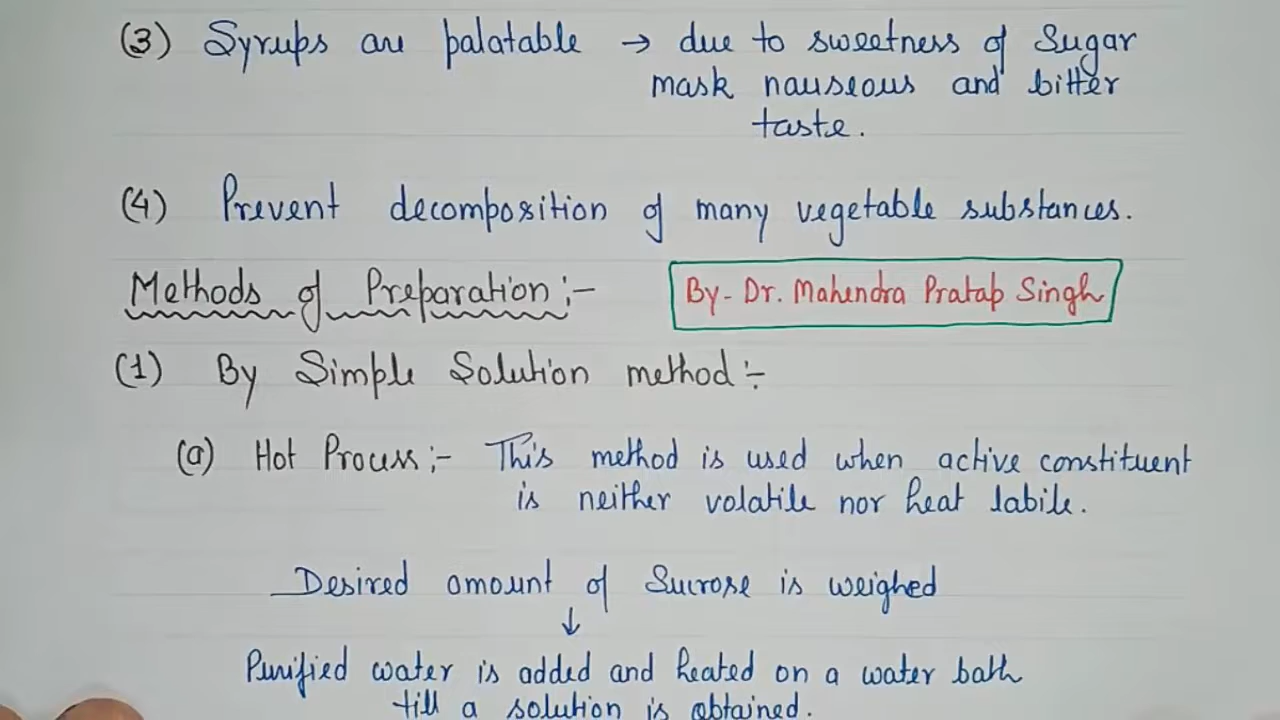 (3) Syrups are palatable → due to sweetness of Sugar
mask nauseous and bitter
taste.
(4) Prevent decomposition of many vegetable substances.
Methods of Preparation :-
By- Dr. Mahendra Pratap Singh
(1) By Simple Solution method :-
(a) Hot Process :- This method is used when active constituent
is neither volatile nor heat labile.
Desired amount of Sucrose is weighed
↓
Purified water is added and heated on a water bath
till a solution is obtained.